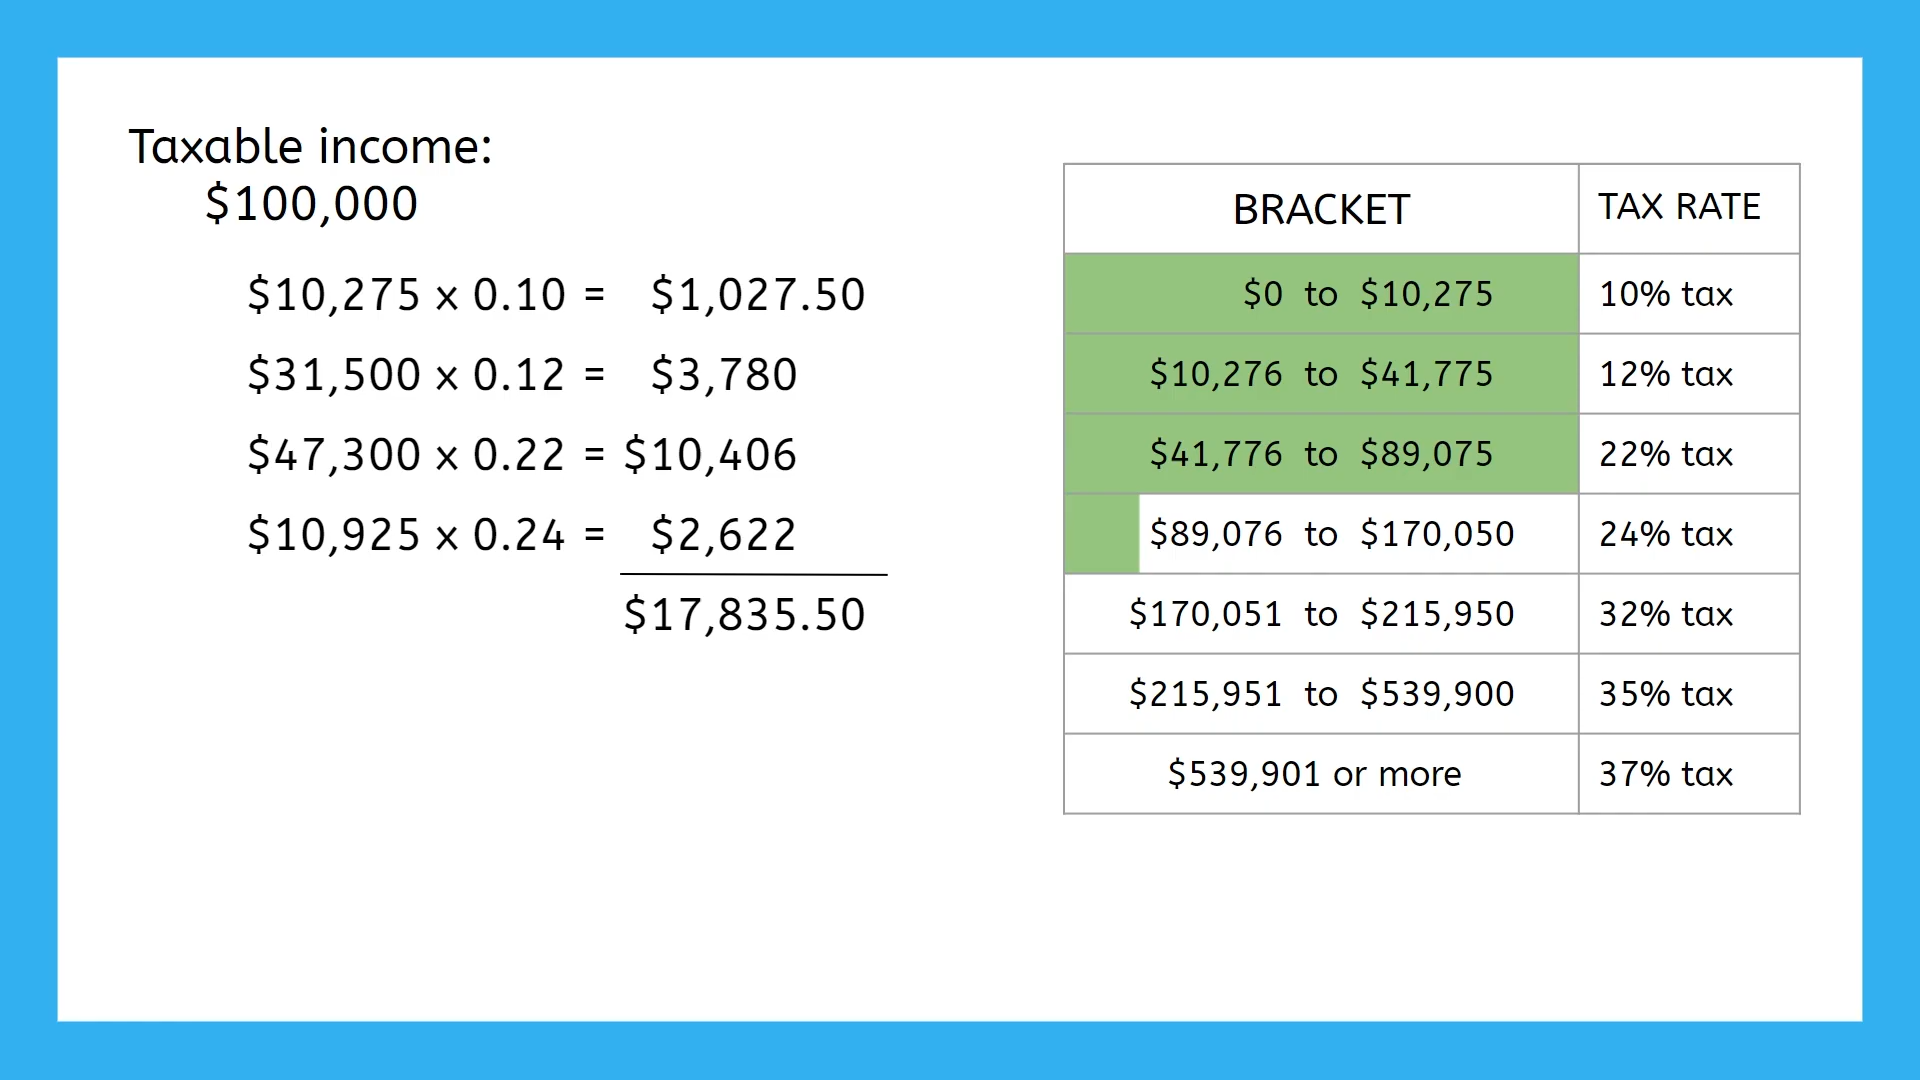 Taxable income:
$100,000
$10,275 x 0.10 = $1,027.50
$31,500 x 0.12 = $3,780
$47,300 x 0.22 = $10,406
$10,925 x 0.24 = $2,622
$17,835.50
BRACKET TAX RATE
$0 to $10,275 10% tax
$10,276 to $41,775 12% tax
$41,776 to $89,075 22% tax
$89,076 to $170,050 24% tax
$170,051 to $215,950 32% tax
$215,951 to $539,900 35% tax
$539,901 or more 37% tax